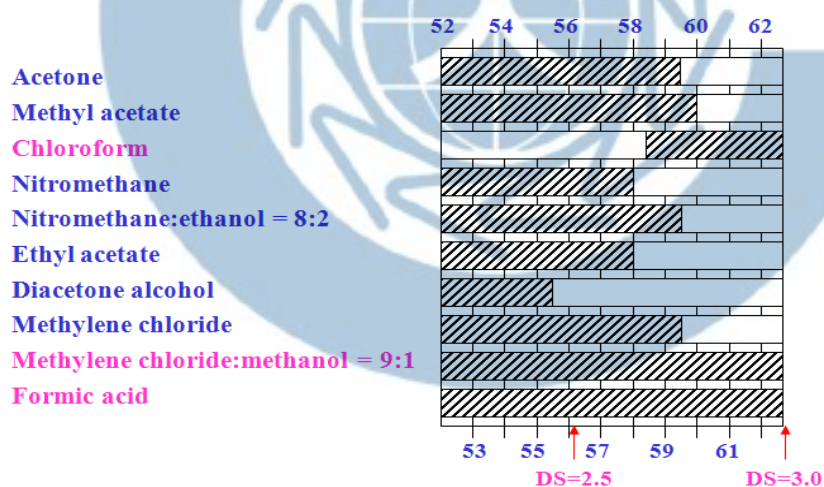 52 54 56 58 60 62
Acetone
Methyl acetate
Chloroform
Nitromethane
Nitromethane:ethanol = 8:2
Ethyl acetate
Diacetone alcohol
Methylene chloride
Methylene chloride:methanol = 9:1
Formic acid
53 55 57 59 61
DS=2.5 DS=3.0